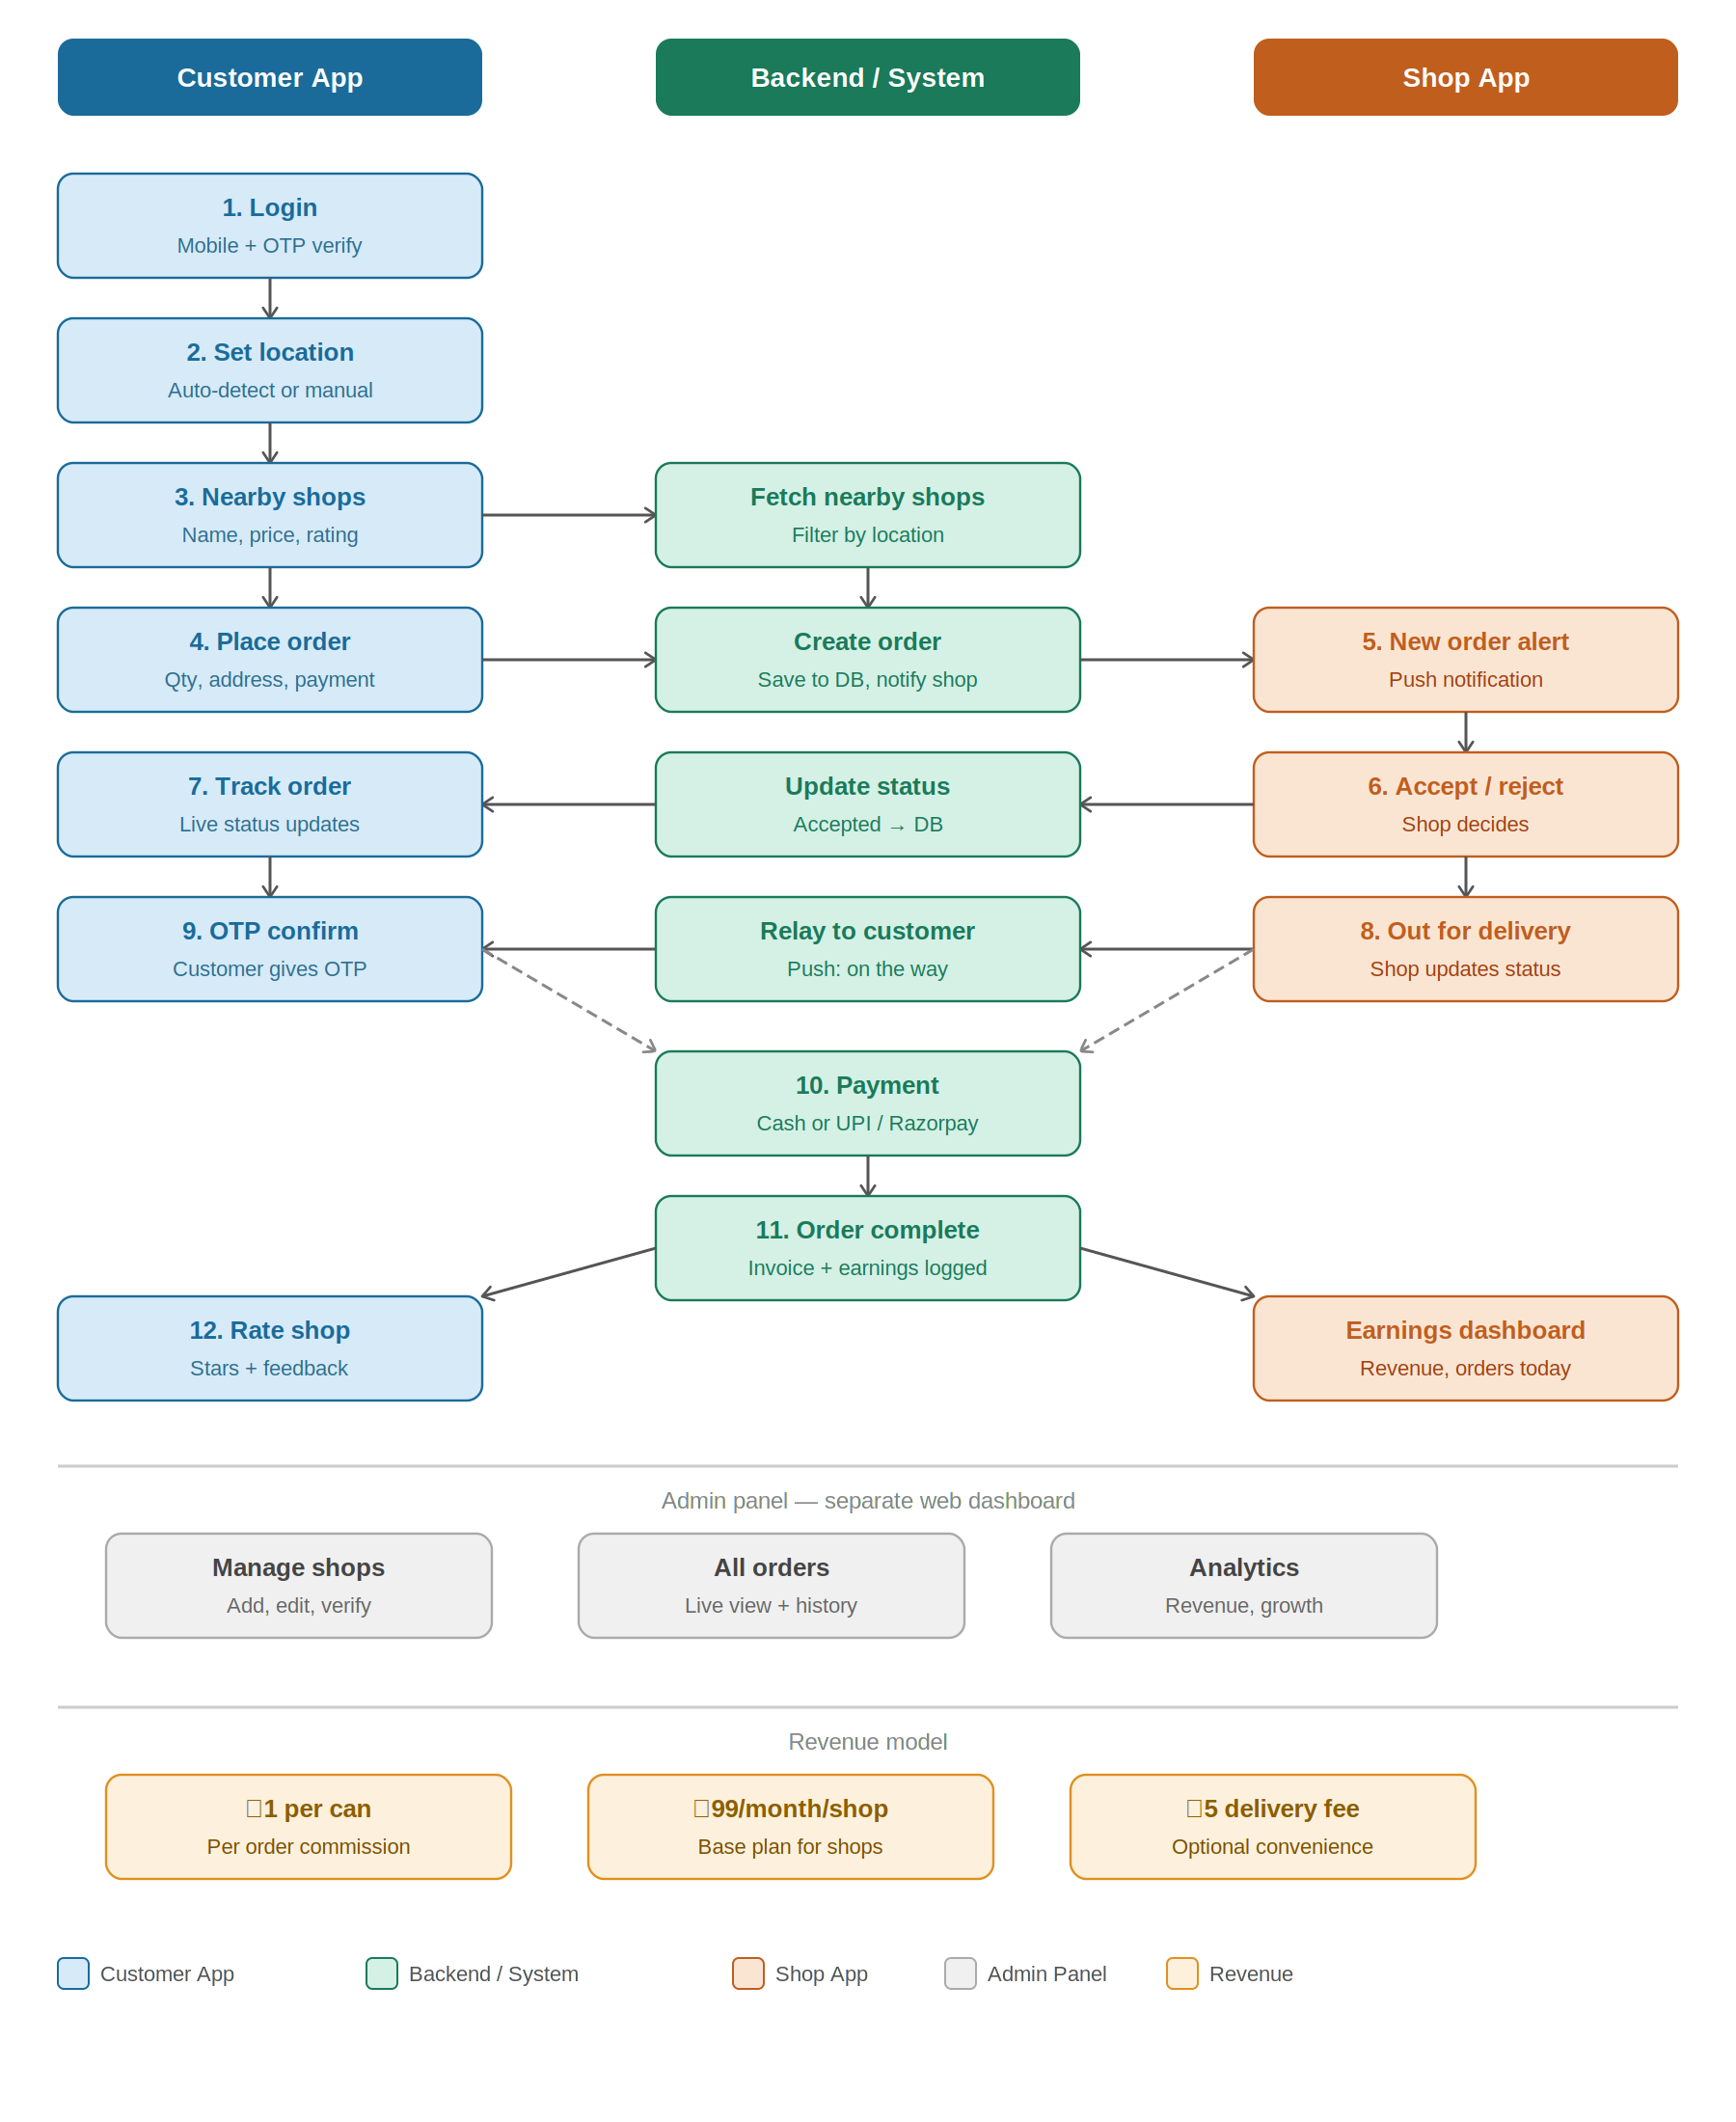 Customer App
Backend / System
Shop App
1. Login
Mobile + OTP verify
2. Set location
Auto-detect or manual
3. Nearby shops
Name, price, rating
Fetch nearby shops
Filter by location
4. Place order
Qty, address, payment
Create order
Save to DB, notify shop
5. New order alert
Push notification
7. Track order
Live status updates
Update status
Accepted → DB
6. Accept / reject
Shop decides
9. OTP confirm
Customer gives OTP
Relay to customer
Push: on the way
8. Out for delivery
Shop updates status
10. Payment
Cash or UPI / Razorpay
11. Order complete
Invoice + earnings logged
12. Rate shop
Stars + feedback
Earnings dashboard
Revenue, orders today
Admin panel — separate web dashboard
Manage shops
Add, edit, verify
All orders
Live view + history
Analytics
Revenue, growth
Revenue model
▯1 per can
Per order commission
▯99/month/shop
Base plan for shops
▯5 delivery fee
Optional convenience
Customer App
Backend / System
Shop App
Admin Panel
Revenue